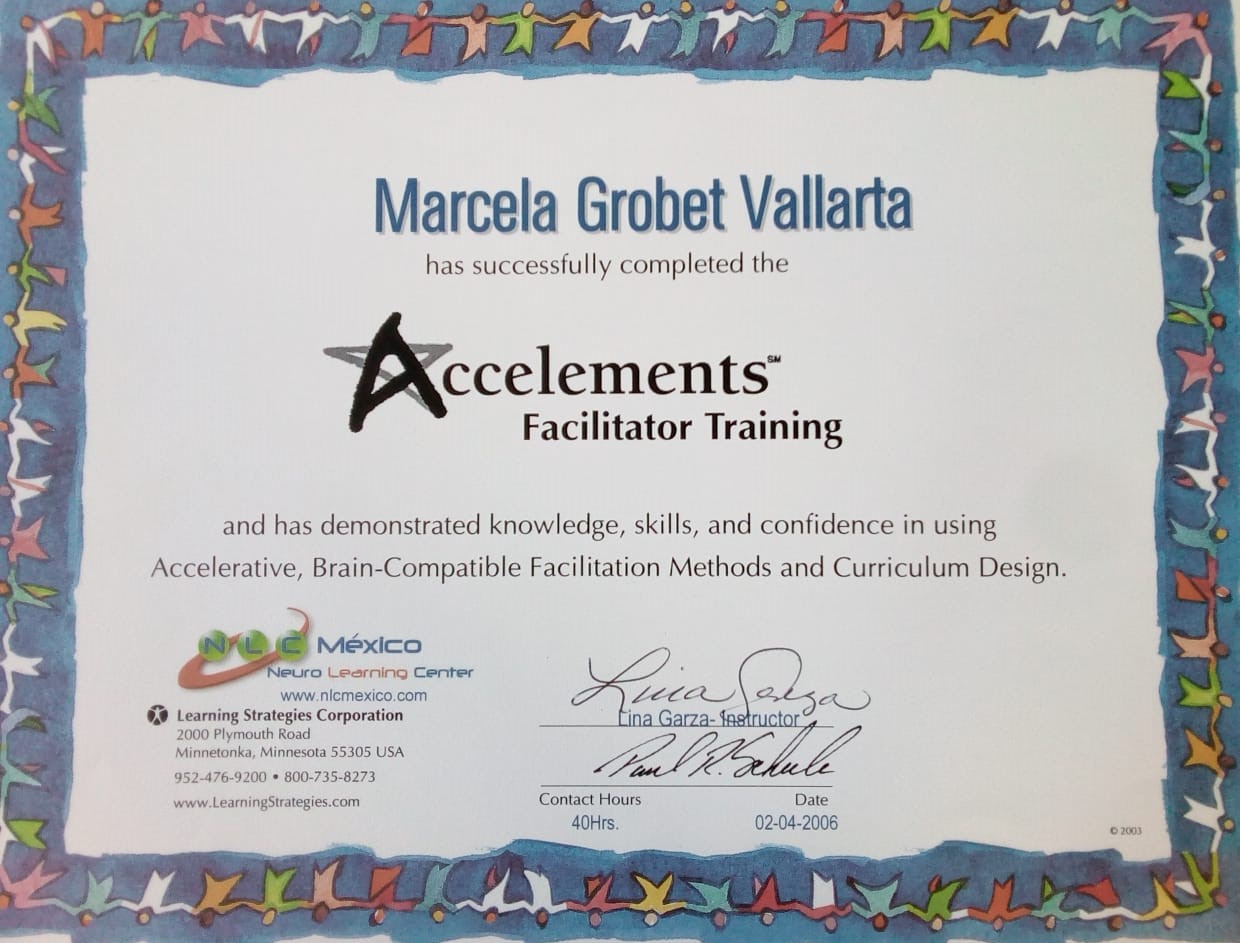 Marcela Grobet Vallarta
has successfully completed the
Accelements℠
Facilitator Training
and has demonstrated knowledge, skills, and confidence in using
Accelerative, Brain-Compatible Facilitation Methods and Curriculum Design.
NLC México
Neuro Learning Center
www.nlcmexico.com
Learning Strategies Corporation
2000 Plymouth Road
Minnetonka, Minnesota 55305 USA
952-476-9200 • 800-735-8273
www.LearningStrategies.com
Lina Garza
Lina Garza- Instructor
Paul R. Scheele
Contact Hours Date
40Hrs. 02-04-2006
© 2003